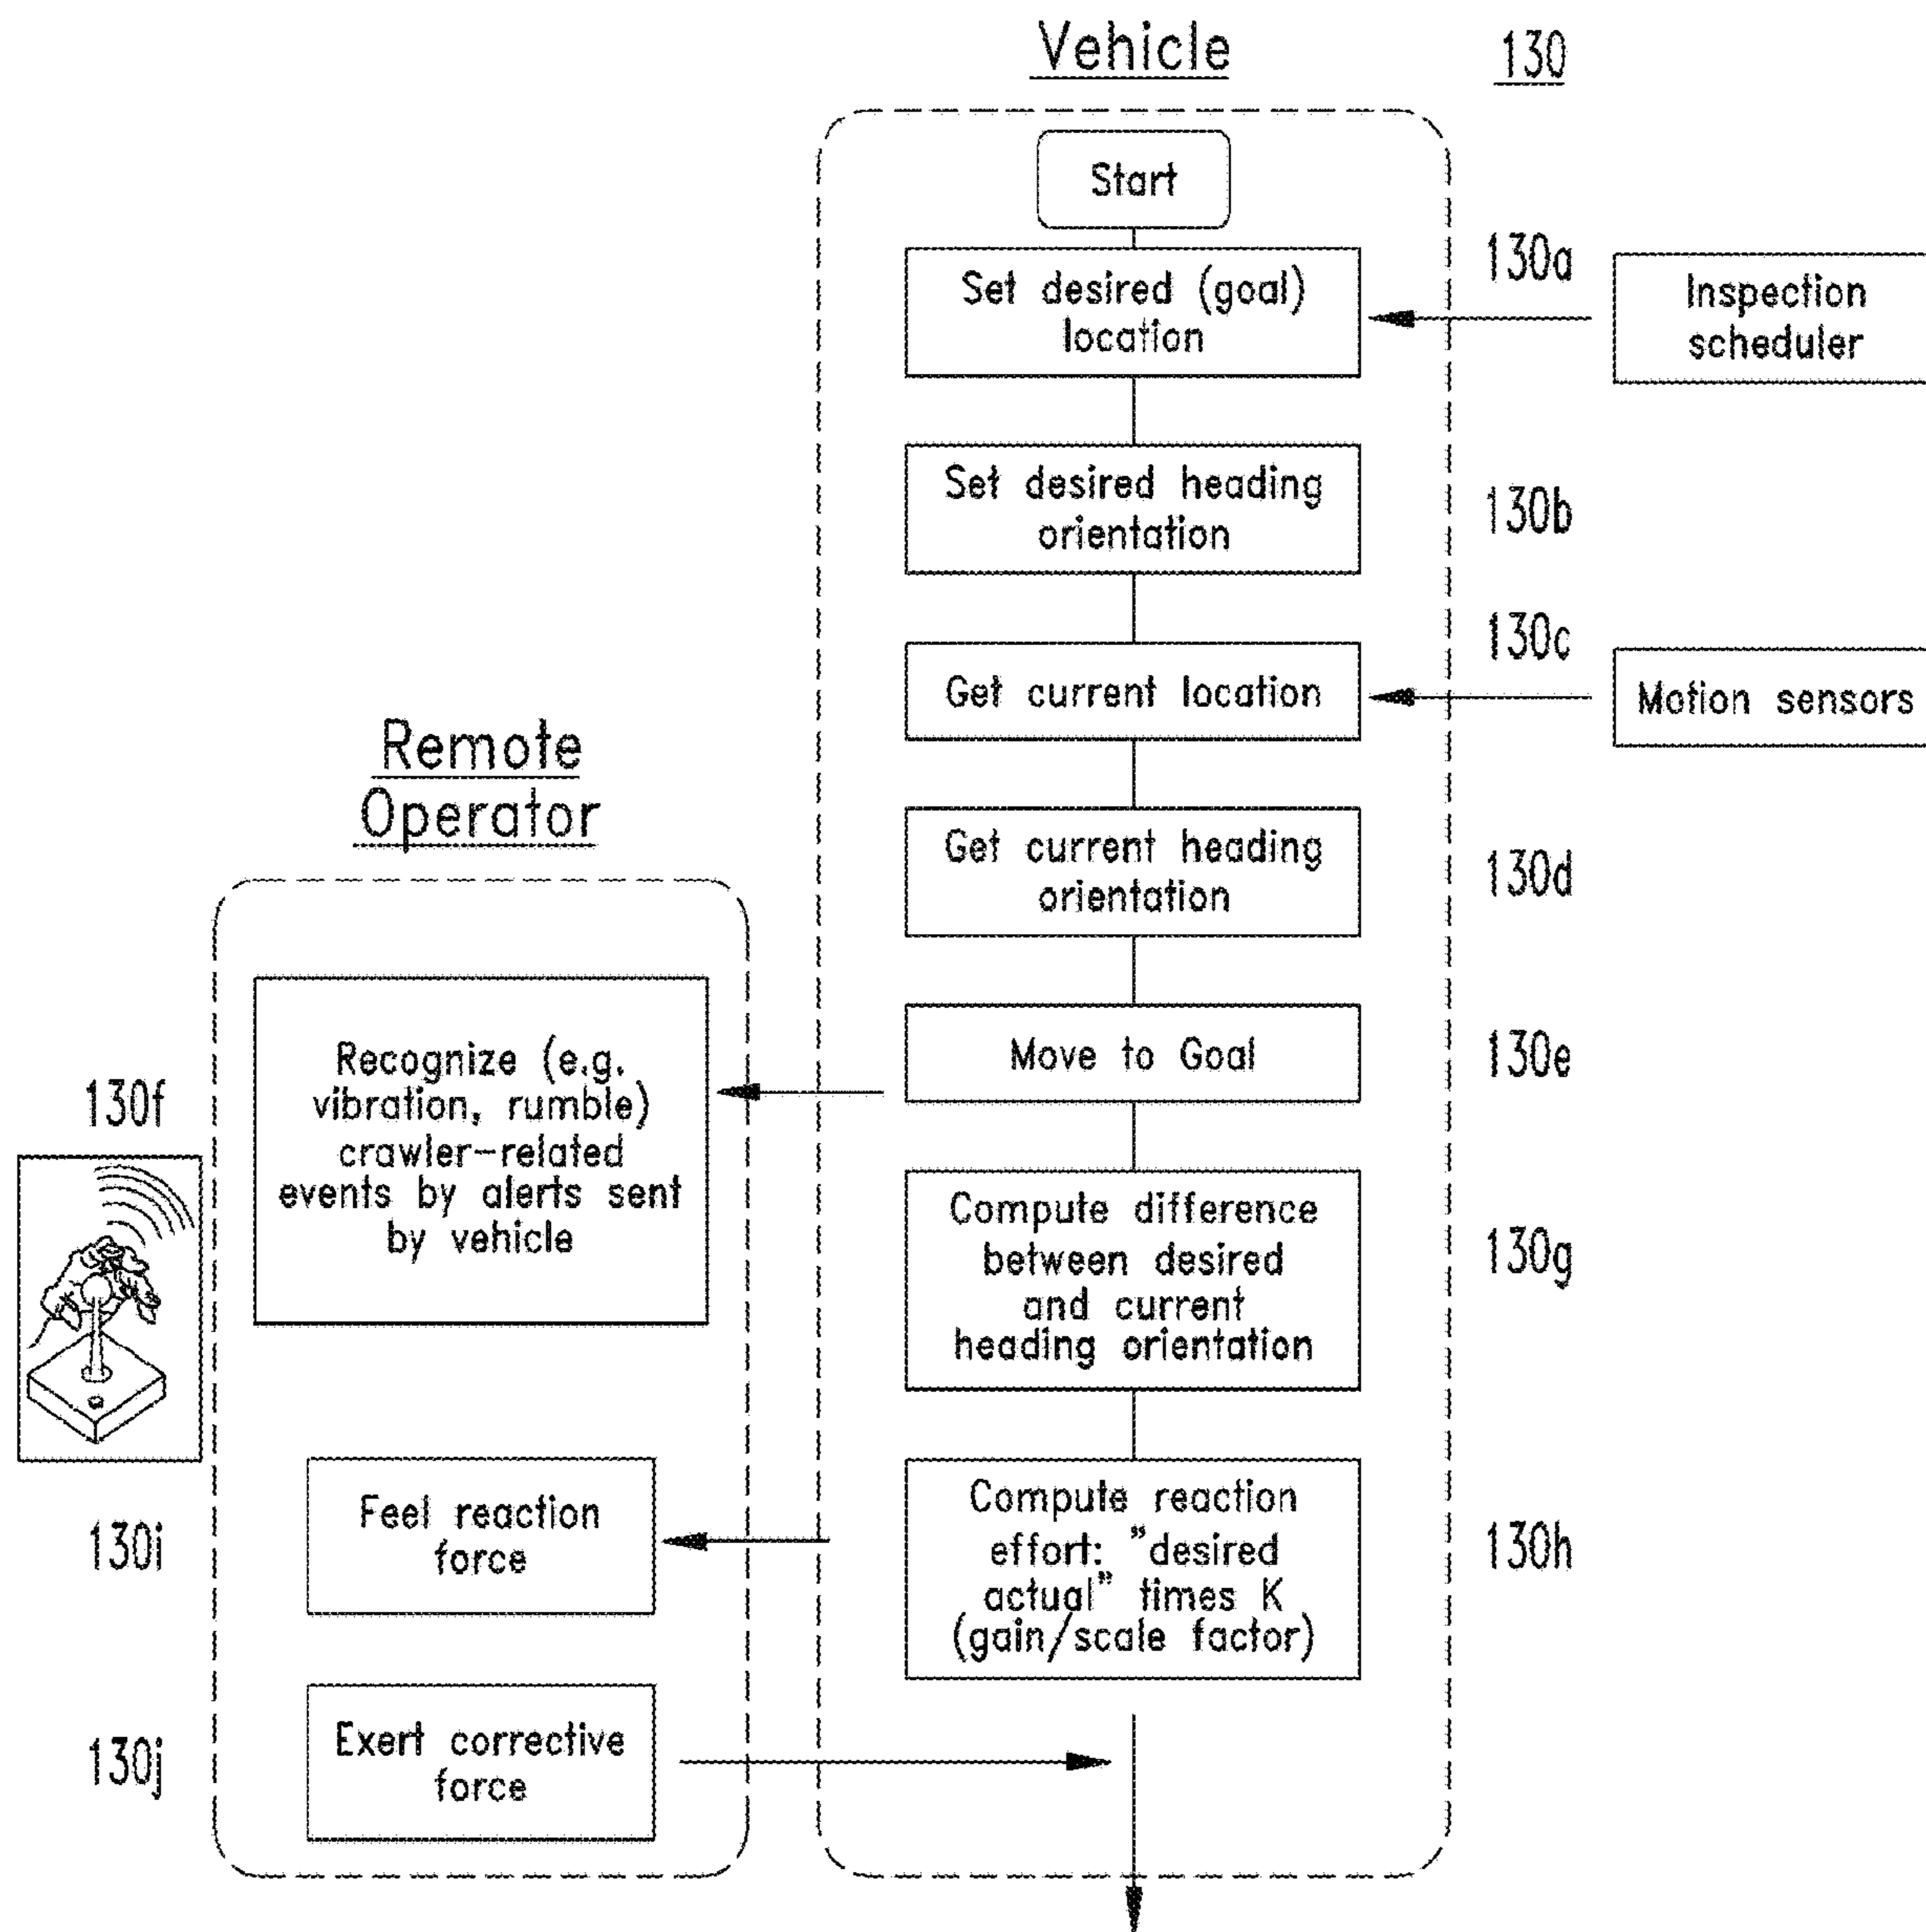 Vehicle
130
Start
130a
Set desired (goal)
location
Inspection
scheduler
Set desired heading
orientation
130b
130c
Get current location
Motion sensors
Remote
Operator
Get current heading
orientation
130d
Move to Goal
130e
Recognize (e.g.
vibration, rumble)
crawler-related
events by alerts sent
by vehicle
130f
Compute difference
between desired
and current
heading orientation
130g
Feel reaction
force
130i
Compute reaction
effort: "desired
actual" times K
(gain/scale factor)
130h
Exert corrective
force
130j